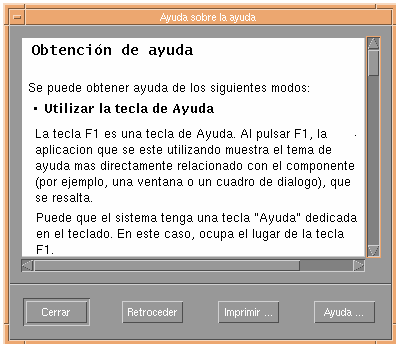 Ayuda sobre la ayuda
Obtención de ayuda
Se puede obtener ayuda de los siguientes modos:
• Utilizar la tecla de Ayuda
La tecla F1 es una tecla de Ayuda. Al pulsar F1, la
aplicacion que se este utilizando muestra el tema de
ayuda mas directamente relacionado con el componente
(por ejemplo, una ventana o un cuadro de dialogo), que
se resalta.
Puede que el sistema tenga una tecla "Ayuda" dedicada
en el teclado. En este caso, ocupa el lugar de la tecla
F1.
Cerrar
Retroceder
Imprimir ...
Ayuda ...